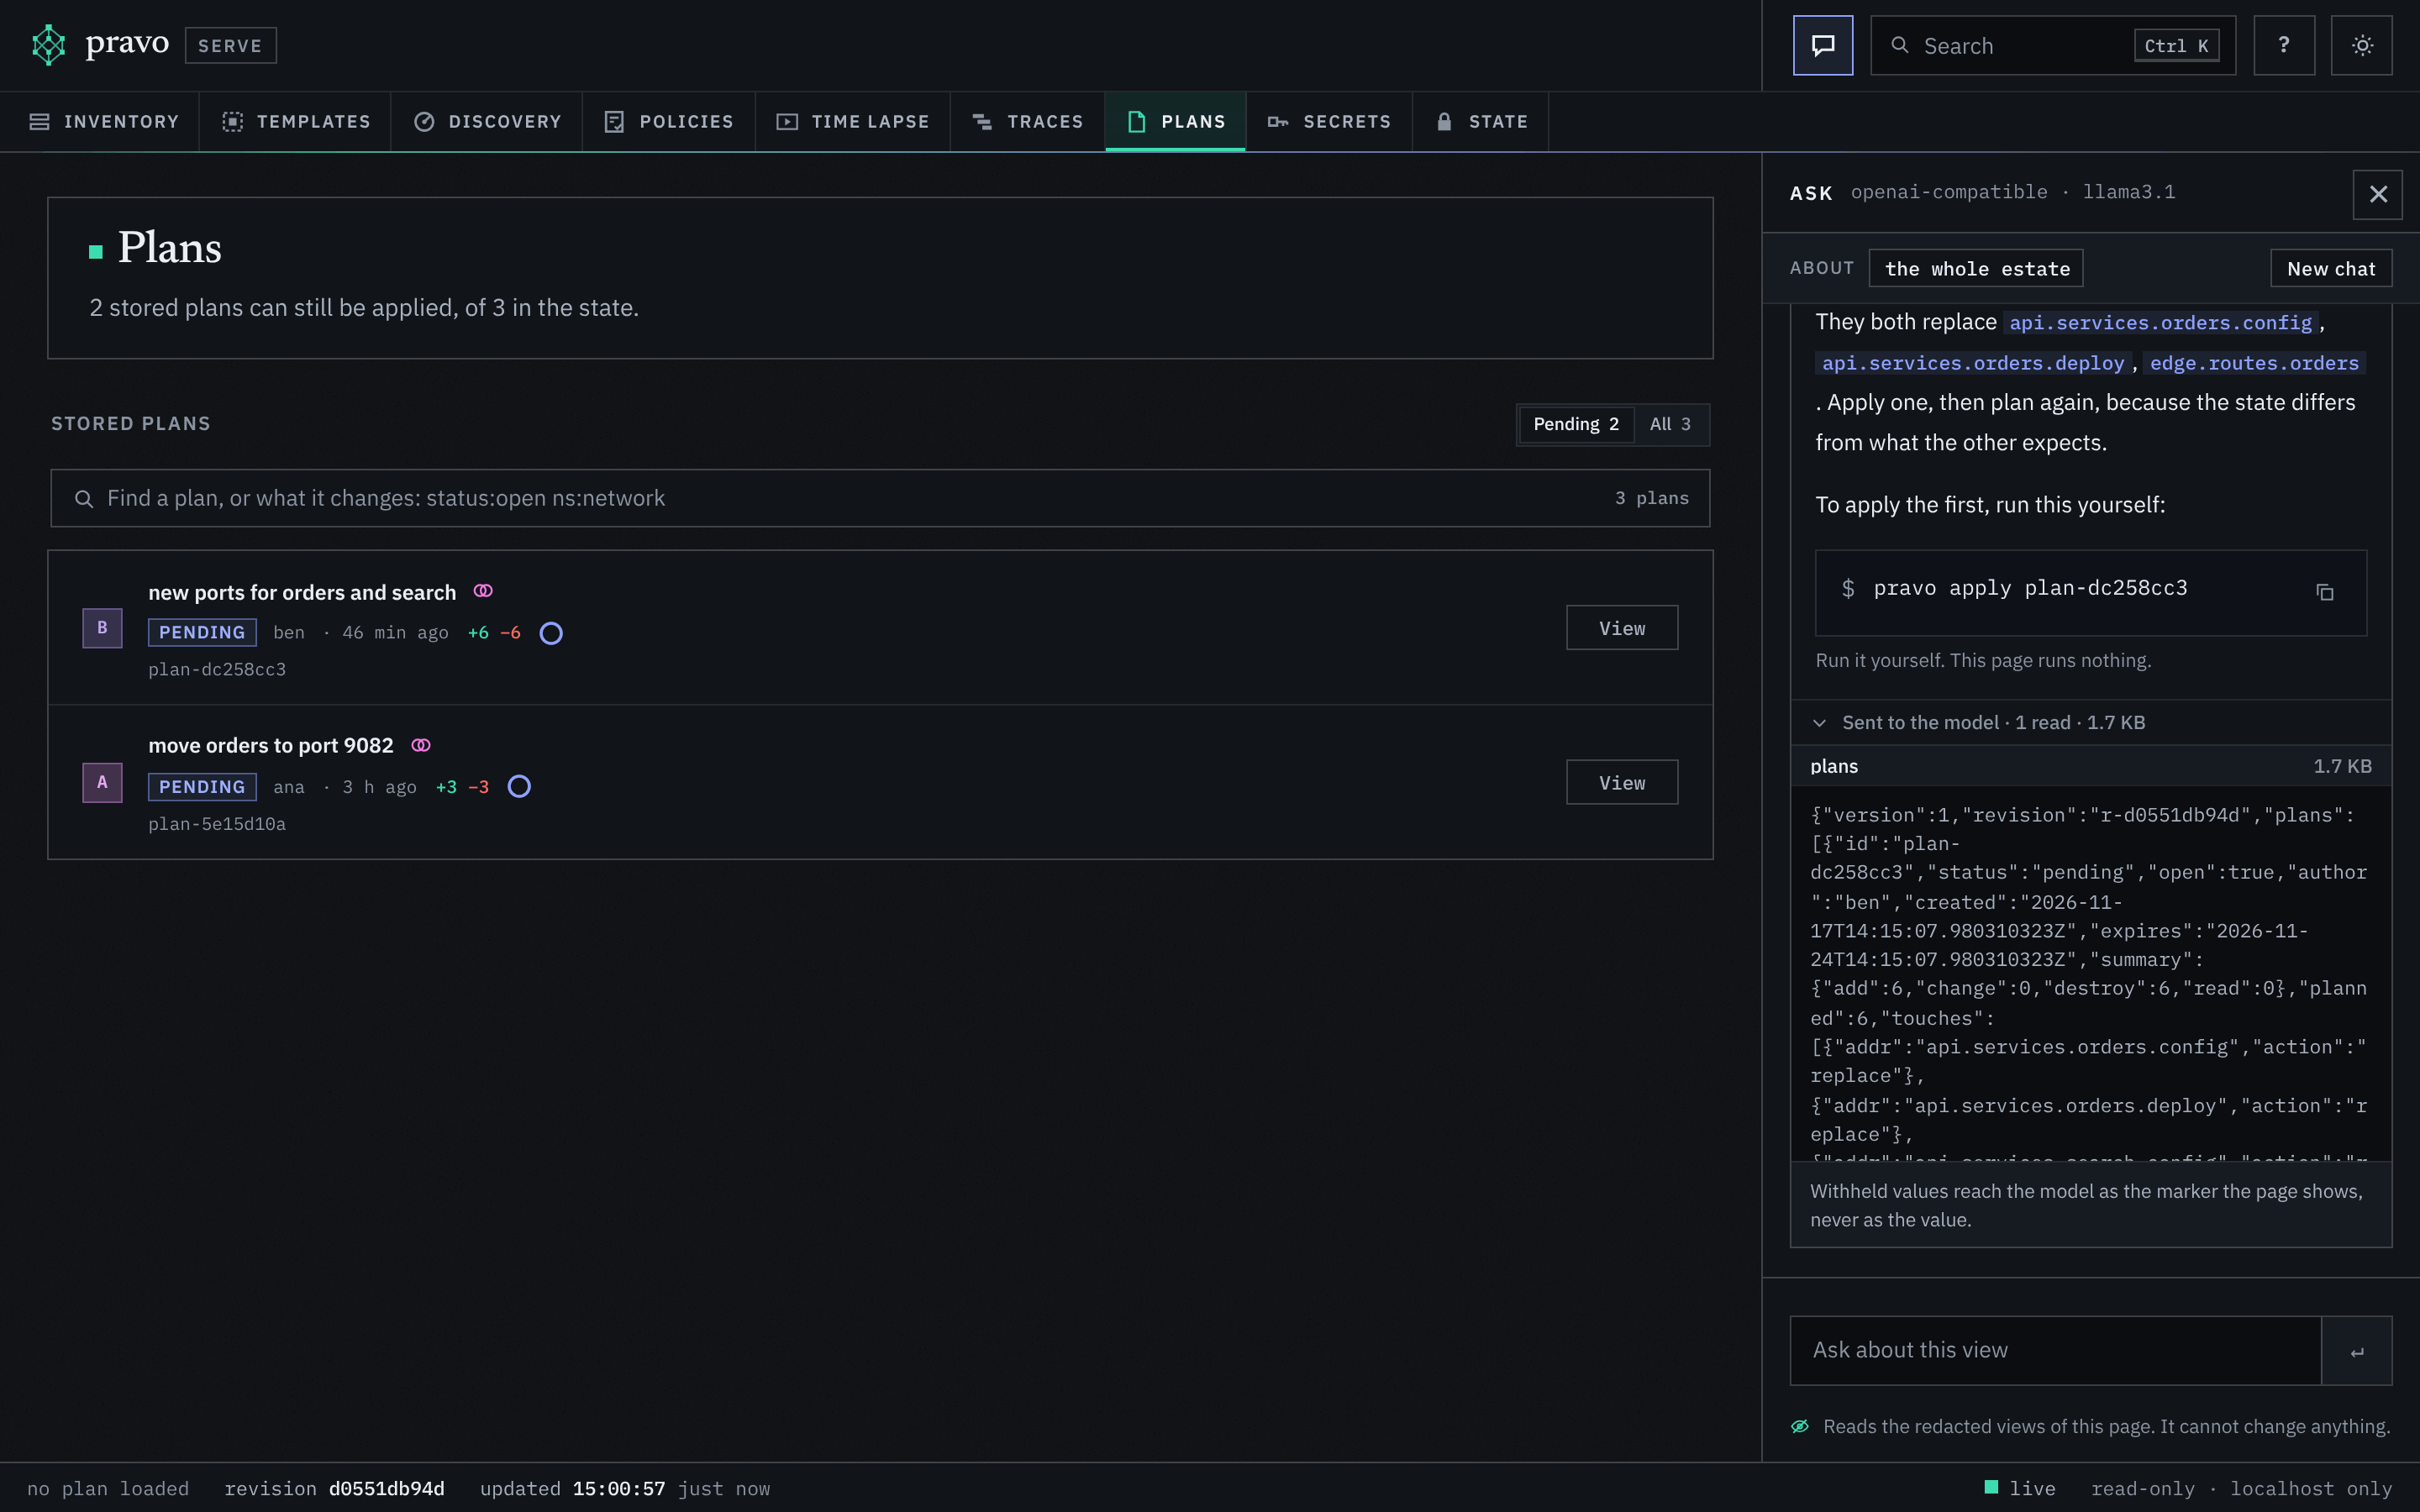 pravo SERVE
Search Ctrl K ?
INVENTORY TEMPLATES DISCOVERY POLICIES TIME LAPSE TRACES PLANS SECRETS STATE
Plans
2 stored plans can still be applied, of 3 in the state.
STORED PLANS
Pending 2 All 3
Find a plan, or what it changes: status:open ns:network
3 plans
B
new ports for orders and search
PENDING ben · 46 min ago +6 −6
plan-dc258cc3
View
A
move orders to port 9082
PENDING ana · 3 h ago +3 −3
plan-5e15d10a
View
ASK openai-compatible · llama3.1
ABOUT the whole estate New chat
They both replace api.services.orders.config,
api.services.orders.deploy, edge.routes.orders
. Apply one, then plan again, because the state differs
from what the other expects.
To apply the first, run this yourself:
$ pravo apply plan-dc258cc3
Run it yourself. This page runs nothing.
Sent to the model · 1 read · 1.7 KB
plans 1.7 KB
{"version":1,"revision":"r-d0551db94d","plans":
[{"id":"plan-
dc258cc3","status":"pending","open":true,"author
":"ben","created":"2026-11-
17T14:15:07.980310323Z","expires":"2026-11-
24T14:15:07.980310323Z","summary":
{"add":6,"change":0,"destroy":6,"read":0},"plann
ed":6,"touches":
[{"addr":"api.services.orders.config","action":"
replace"},
{"addr":"api.services.orders.deploy","action":"r
eplace"},
{"addr":"api.services.search.config","action":"r
Withheld values reach the model as the marker the page shows,
never as the value.
Ask about this view
Reads the redacted views of this page. It cannot change anything.
no plan loaded revision d0551db94d updated 15:00:57 just now
live read-only · localhost only